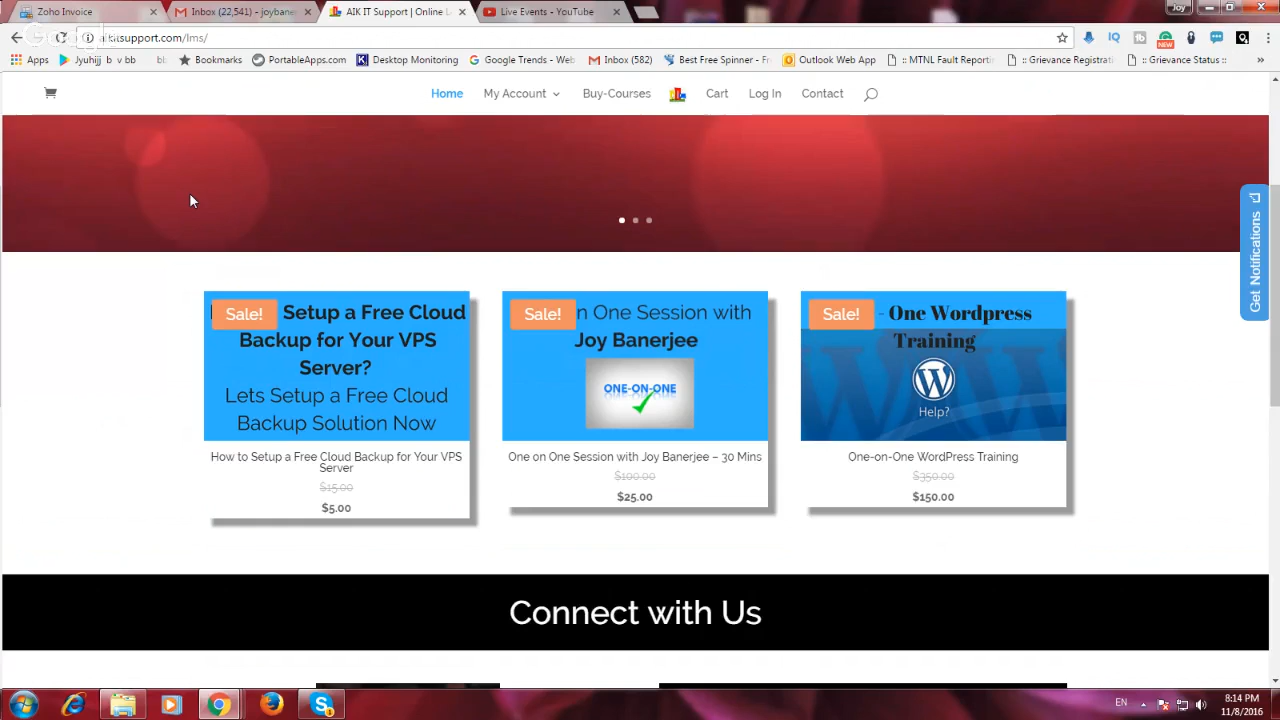 Zoho Invoice
Inbox (22,541) - joybane
AIK IT Support | Online L
Live Events - YouTube
Joy
itsupport.com/lms/
Apps
Jyuhjj b v bb
bb
Bookmarks
PortableApps.com
Desktop Monitoring
Google Trends - Web
Inbox (582)
Best Free Spinner - Fr
Outlook Web App
:: MTNL Fault Reportin
:: Grievance Registrati
:: Grievance Status ::
»
Home
My Account
Buy-Courses
Cart
Log In
Contact
Get Notifications
Sale!
Setup a Free Cloud
Backup for Your VPS
Server?
Lets Setup a Free Cloud
Backup Solution Now
How to Setup a Free Cloud Backup for Your VPS
Server
$15.00
$5.00
Sale!
n One Session with
Joy Banerjee
ONE-ON-ONE
One on One Session with Joy Banerjee – 30 Mins
$100.00
$25.00
Sale!
- One Wordpress
Training
Help?
One-on-One WordPress Training
$350.00
$150.00
Connect with Us
EN
8:14 PM
11/8/2016